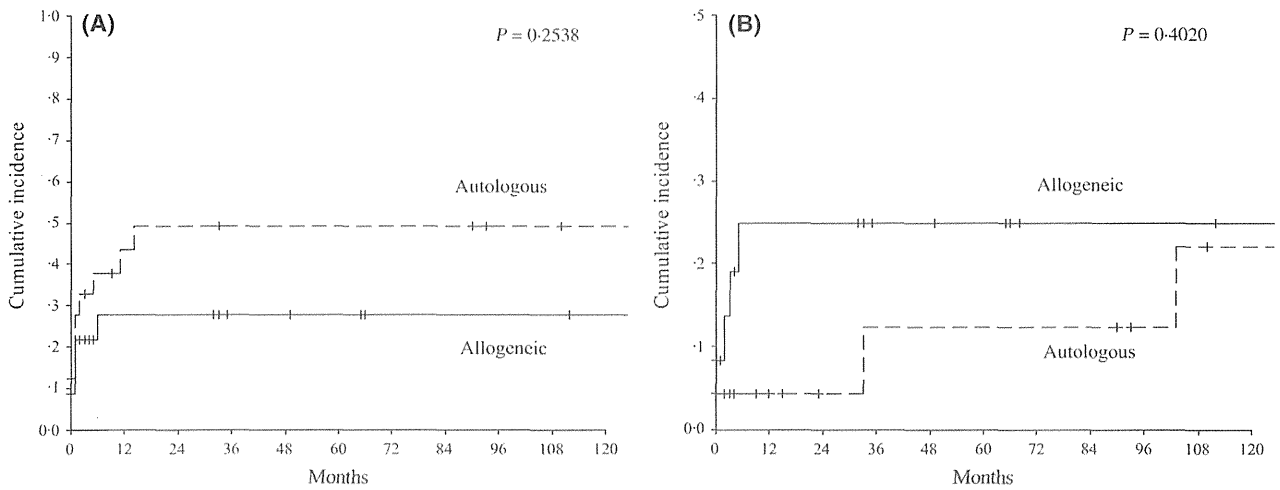 (A)
P = 0·2538
Cumulative incidence
1·0
·9
·8
·7
·6
·5
·4
·3
·2
·1
0·0
Autologous
Allogeneic
0 12 24 36 48 60 72 84 96 108 120
Months
(B)
P = 0·4020
Cumulative incidence
·5
·4
·3
·2
·1
0·0
Allogeneic
Autologous
0 12 24 36 48 60 72 84 96 108 120
Months